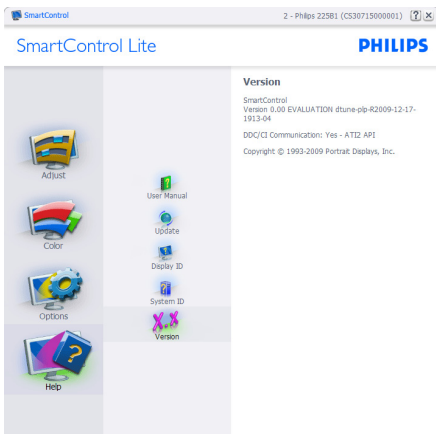 SmartControl
2 - Philips 225B1 (CS30715000001)
SmartControl Lite
PHILIPS
Version
SmartControl
Version 0.00 EVALUATION dtune-plp-R2009-12-17-
1913-04
DDC/CI Communication: Yes - ATI2 API
Copyright © 1993-2009 Portrait Displays, Inc.
Adjust
Color
Options
Help
User Manual
Update
Display ID
System ID
X.X
Version